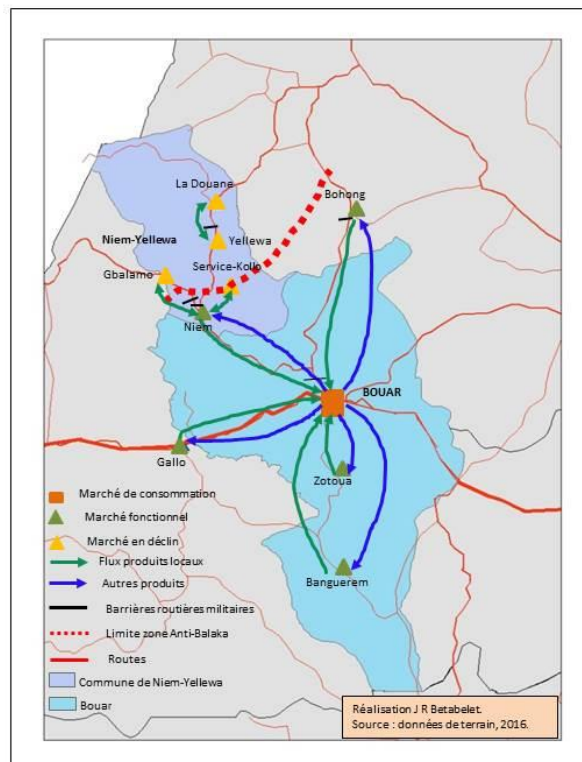 La Douane
Bohong
Niem-Yellewa
Yellewa
Gbalamo
Service-Kollo
Niem
BOUAR
Gallo
Zotoua
Banguerem
Marché de consommation
Marché fonctionnel
Marché en déclin
Flux produits locaux
Autres produits
Barrières routières militaires
Limite zone Anti-Balaka
Routes
Commune de Niem-Yellewa
Bouar
Réalisation J R Betabelet.
Source : données de terrain, 2016.